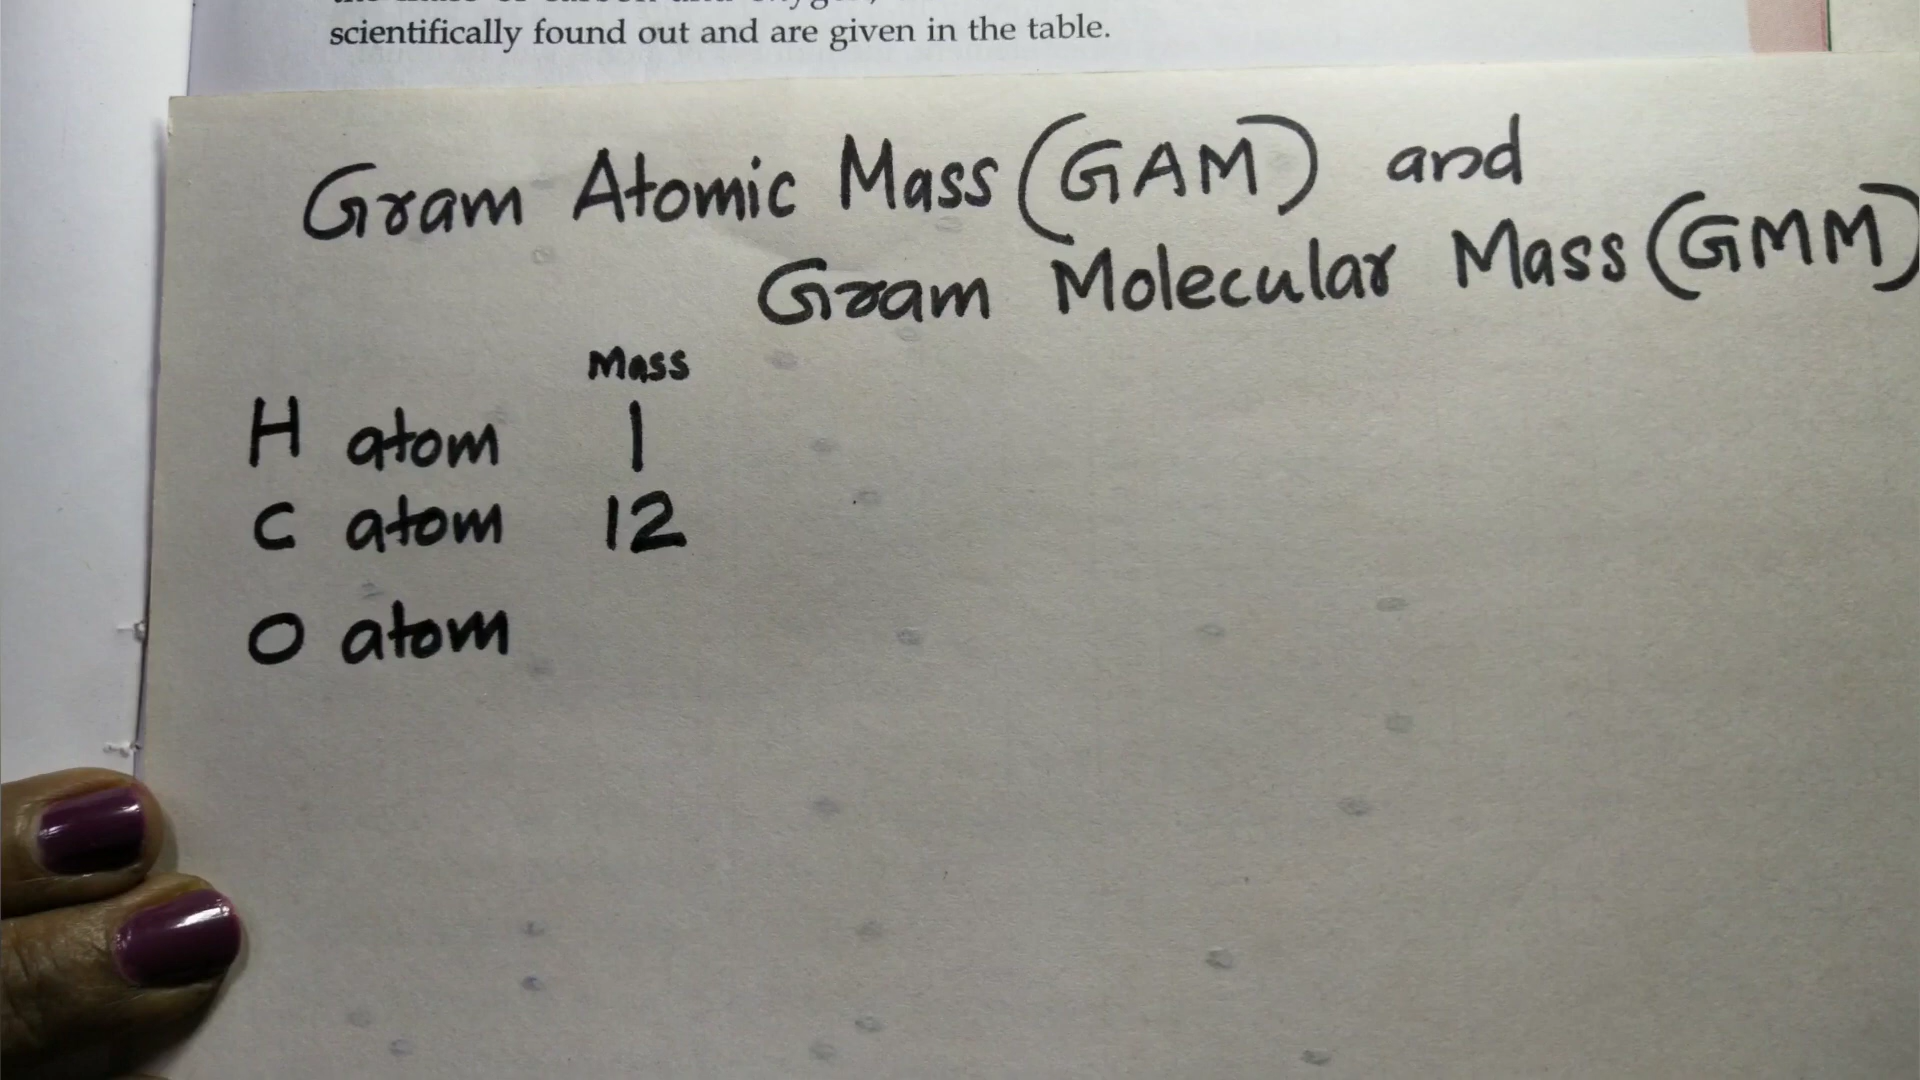 scientifically found out and are given in the table.
Gram Atomic Mass (GAM) and
Gram Molecular Mass (GMM)
Mass
H atom 1
C atom 12
O atom